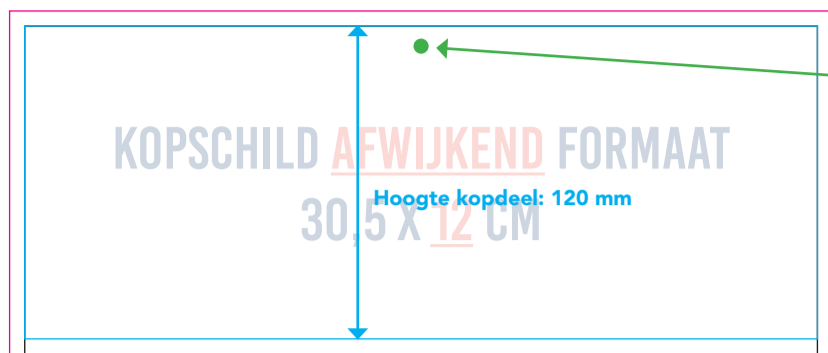 KOPSCHILD AFWIJKEND FORMAAT
Hoogte kopdeel: 120 mm
30,5 X 12 CM